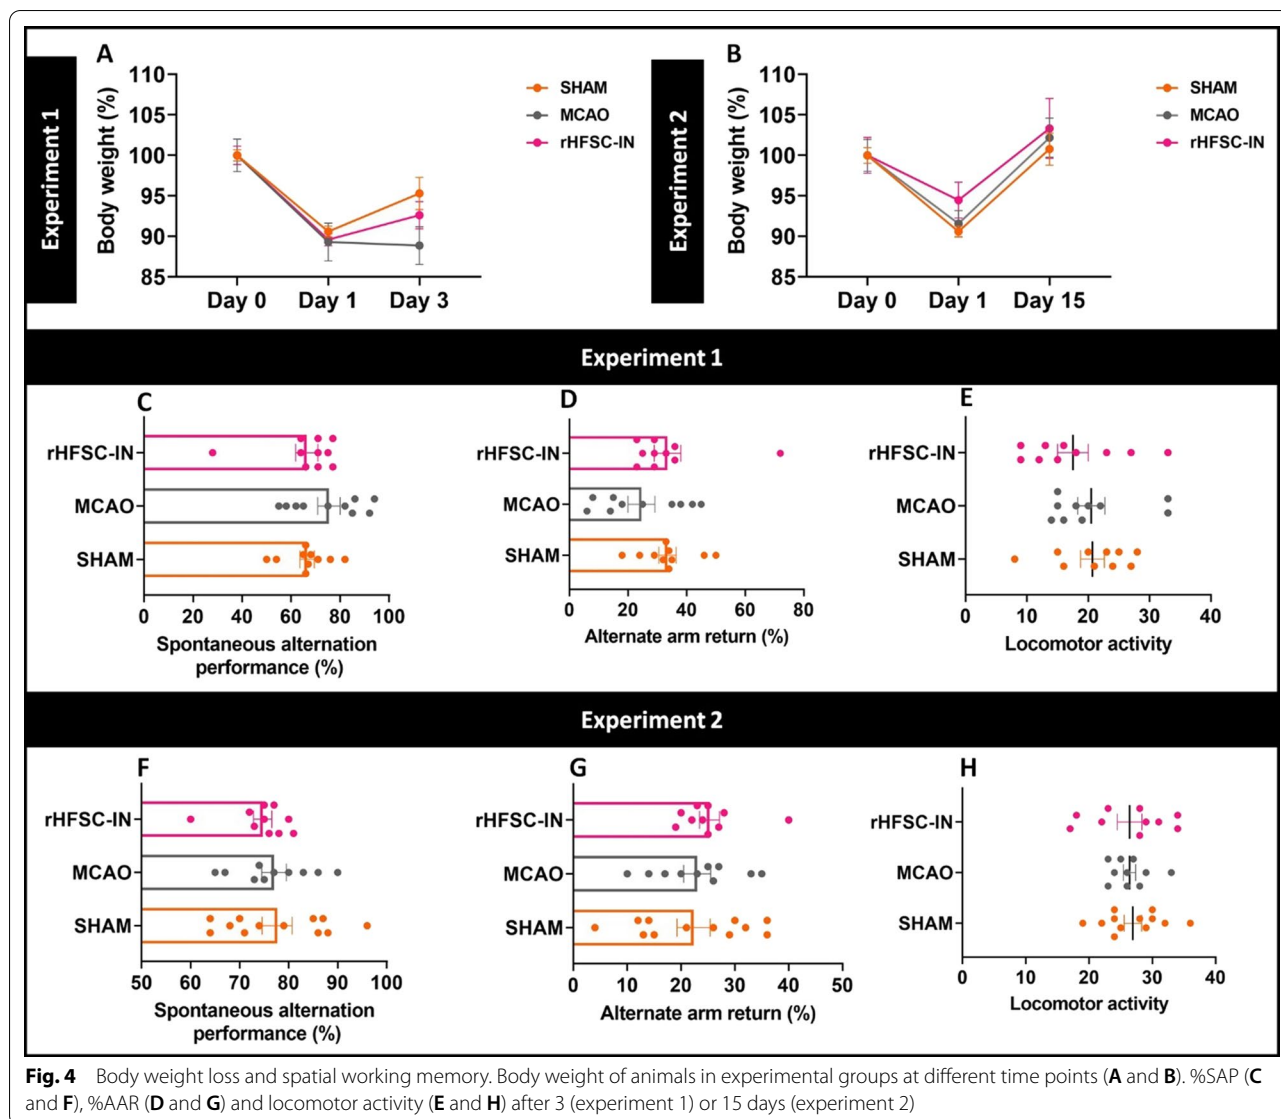 Experiment 1
A
Body weight (%)
110
105
100
95
90
85
Day 0 Day 1 Day 3
SHAM
MCAO
rHFSC-IN
Experiment 2
B
Body weight (%)
110
105
100
95
90
85
Day 0 Day 1 Day 15
SHAM
MCAO
rHFSC-IN
Experiment 1
C
rHFSC-IN
MCAO
SHAM
0 20 40 60 80 100
Spontaneous alternation
performance (%)
D
rHFSC-IN
MCAO
SHAM
0 20 40 60 80
Alternate arm return (%)
E
rHFSC-IN
MCAO
SHAM
0 10 20 30 40
Locomotor activity
Experiment 2
F
rHFSC-IN
MCAO
SHAM
50 60 70 80 90 100
Spontaneous alternation
performance (%)
G
rHFSC-IN
MCAO
SHAM
0 10 20 30 40 50
Alternate arm return (%)
H
rHFSC-IN
MCAO
SHAM
0 10 20 30 40
Locomotor activity
Fig. 4 Body weight loss and spatial working memory. Body weight of animals in experimental groups at different time points (A and B). %SAP (C
and F), %AAR (D and G) and locomotor activity (E and H) after 3 (experiment 1) or 15 days (experiment 2)